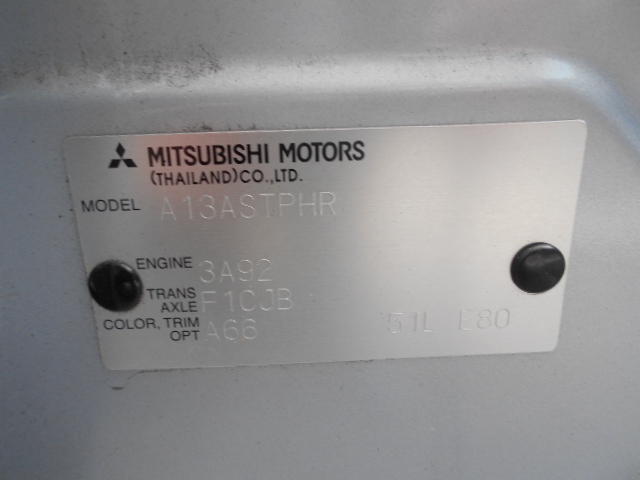 MITSUBISHI MOTORS
(THAILAND)CO.,LTD.
MODEL A13ASTPHR
ENGINE 3A92
TRANS
AXLE F1CJB
COLOR, TRIM
OPT A66 51L E80